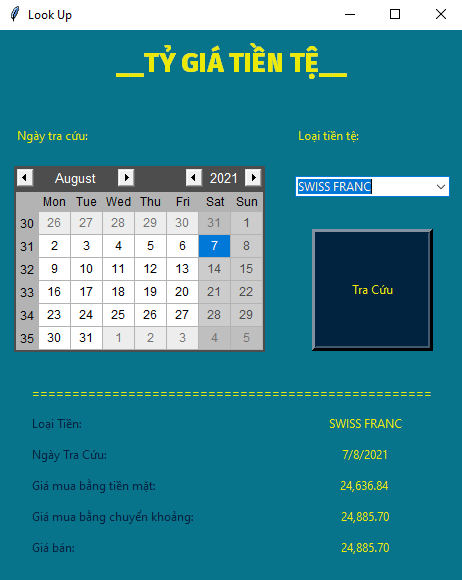 Look Up
__TỶ GIÁ TIỀN TỆ__
Ngày tra cứu:
Loại tiền tệ:
August 2021
SWISS FRANC
Mon Tue Wed Thu Fri Sat Sun
30 26 27 28 29 30 31 1
31 2 3 4 5 6 7 8
32 9 10 11 12 13 14 15
33 16 17 18 19 20 21 22
34 23 24 25 26 27 28 29
35 30 31 1 2 3 4 5
Tra Cứu
==================================================
Loại Tiền: SWISS FRANC
Ngày Tra Cứu: 7/8/2021
Giá mua bằng tiền mặt: 24,636.84
Giá mua bằng chuyển khoảng: 24,885.70
Giá bán: 24,885.70